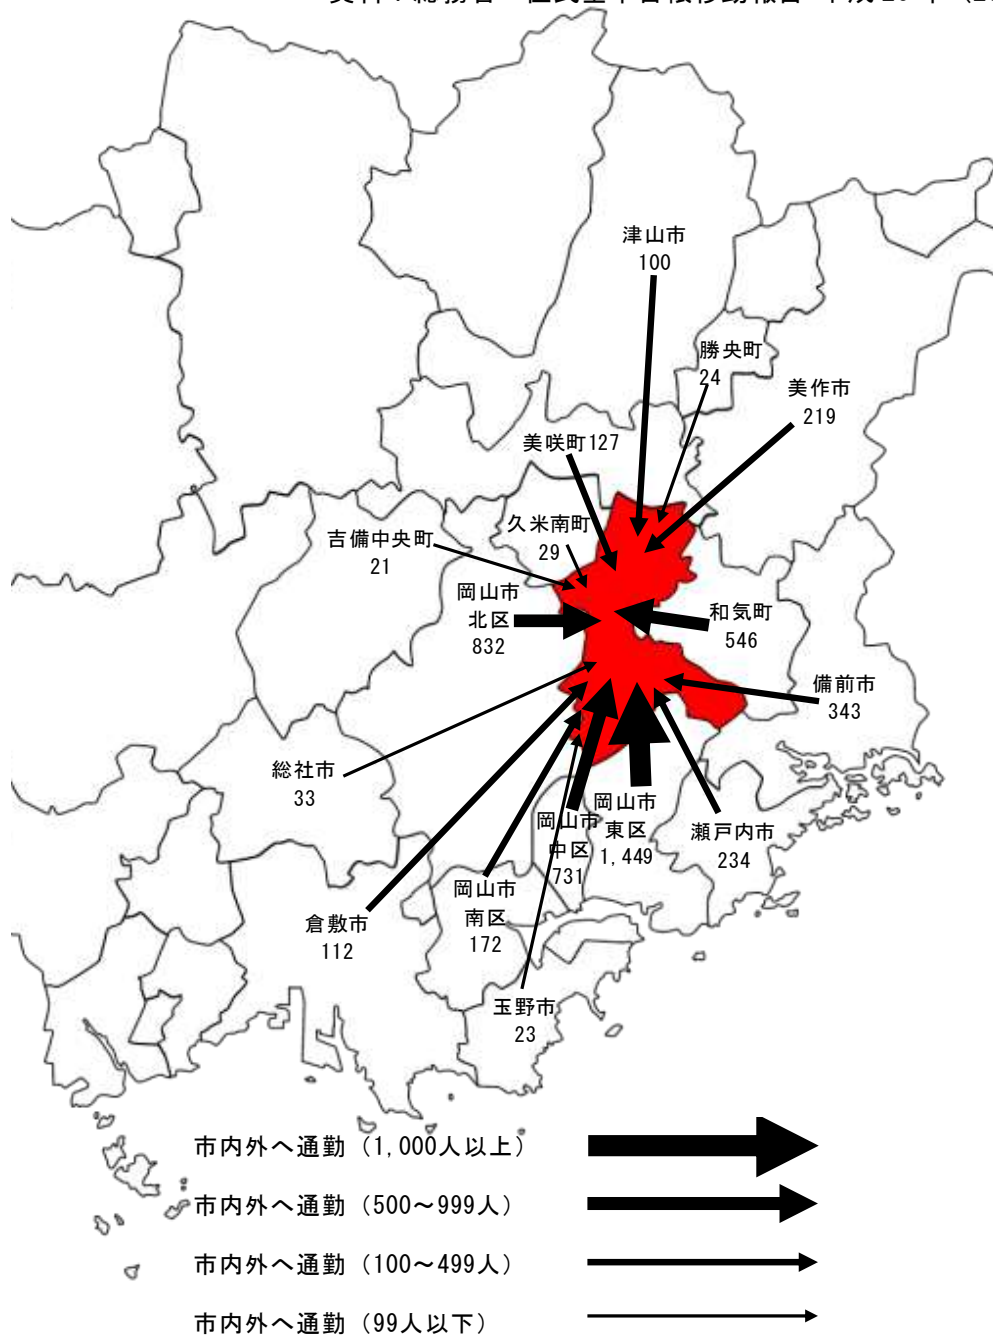 津山市
100
勝央町
24
美作市
219
美咲町127
久米南町
29
吉備中央町
21
岡山市
北区
832
和気町
546
備前市
343
総社市
33
岡山市
東区
1,449
岡山市
中区
731
瀬戸内市
234
岡山市
南区
172
倉敷市
112
玉野市
23
市内外へ通勤（1,000人以上）
市内外へ通勤（500～999人）
市内外へ通勤（100～499人）
市内外へ通勤（99人以下）